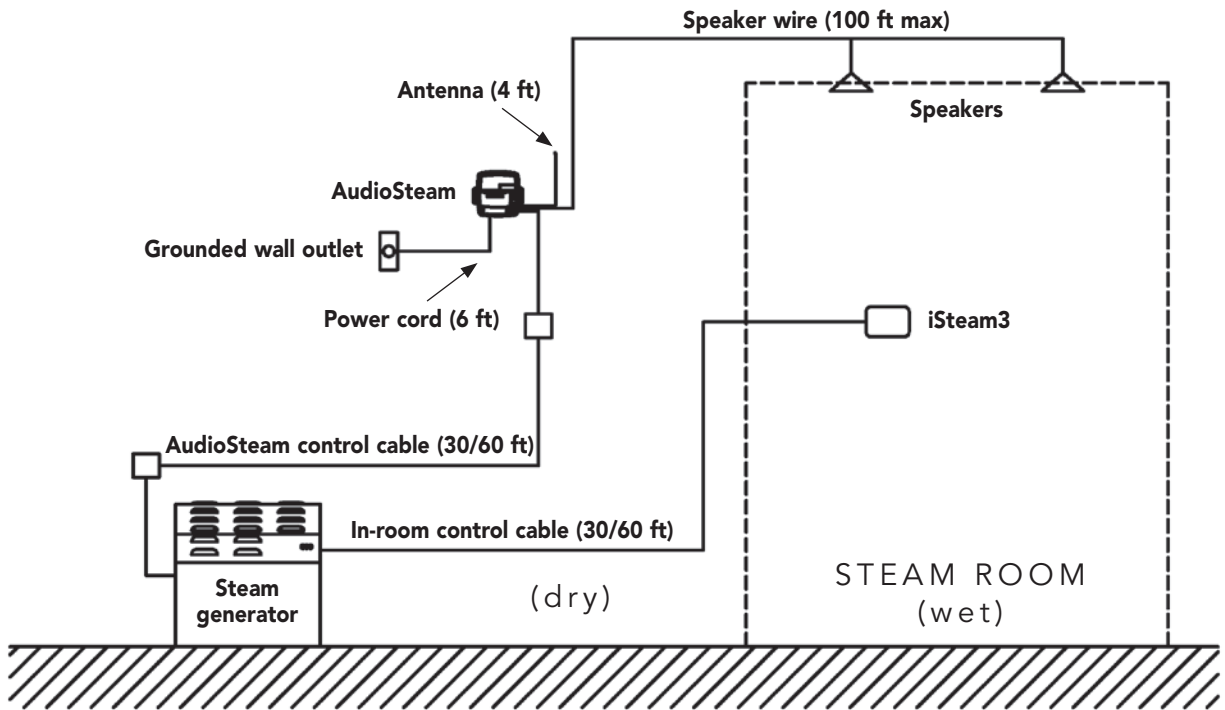 Speaker wire (100 ft max)
Antenna (4 ft)
Speakers
AudioSteam
Grounded wall outlet
Power cord (6 ft)
iSteam3
AudioSteam control cable (30/60 ft)
In-room control cable (30/60 ft)
Steam
generator
(dry)
STEAM ROOM
(wet)